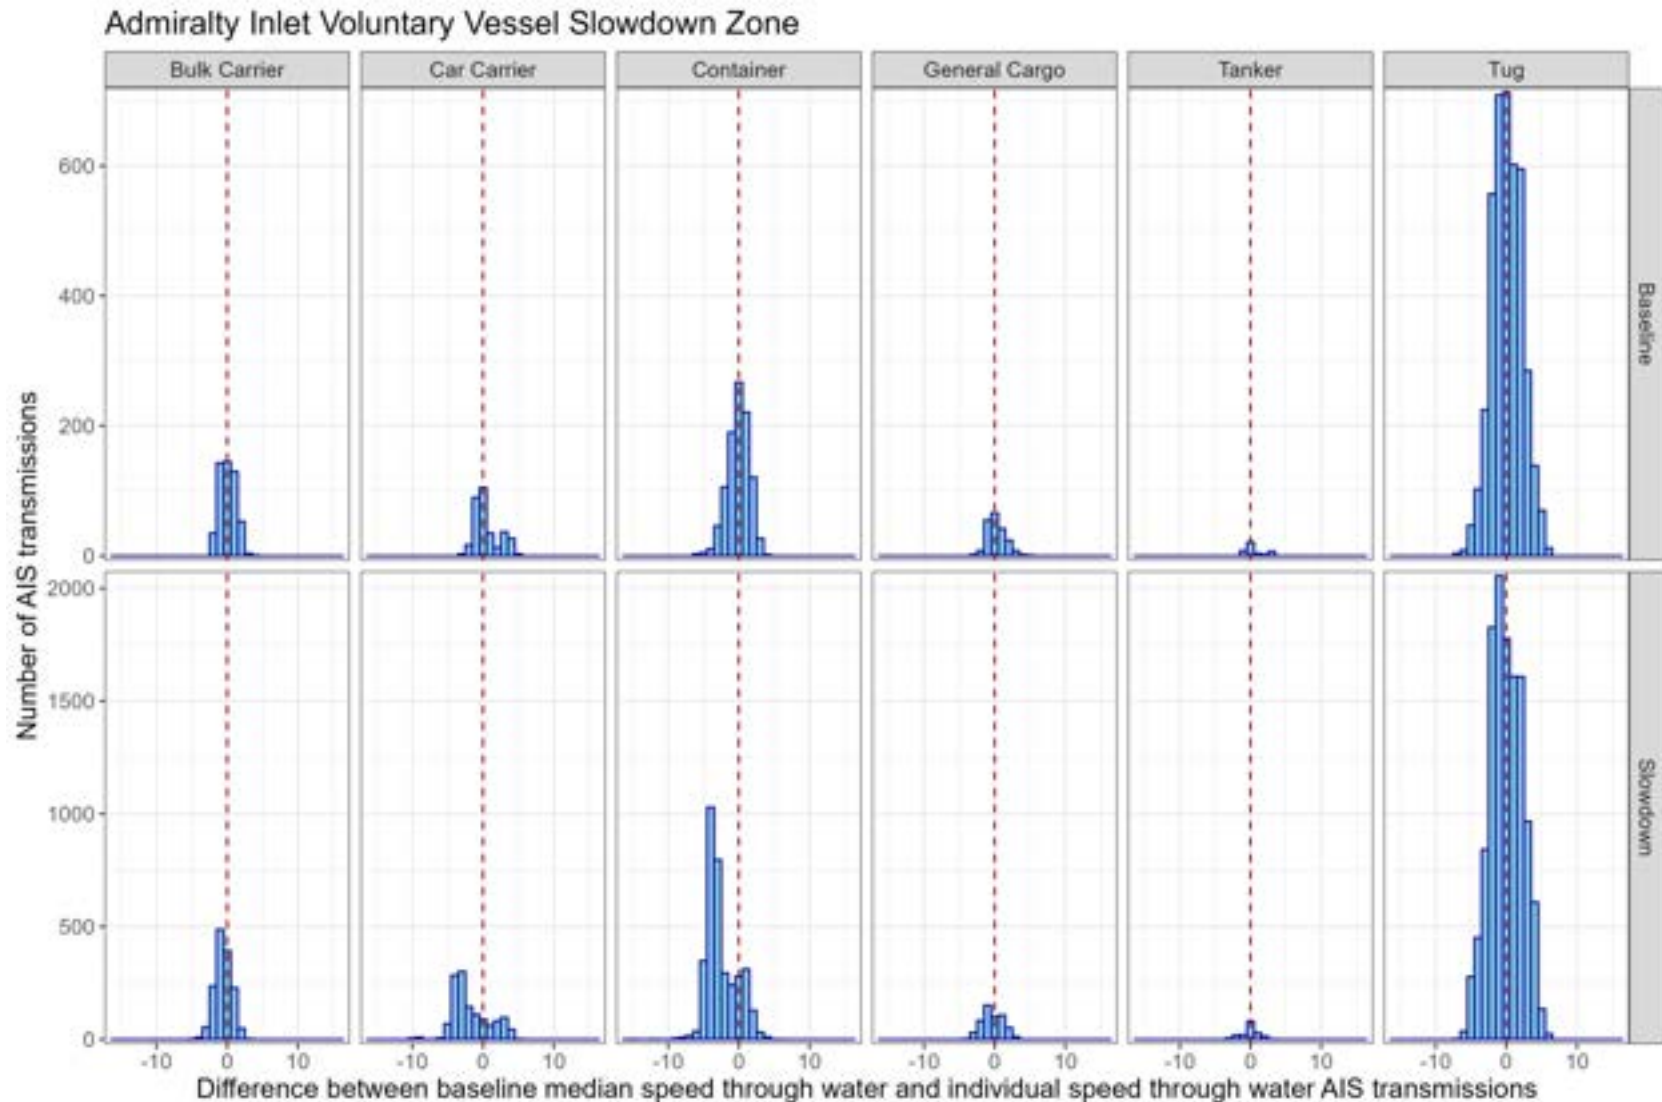 Admiralty Inlet Voluntary Vessel Slowdown Zone
Bulk Carrier Car Carrier Container General Cargo Tanker Tug
600
400
200
0
Baseline
2000
1500
1000
500
0
Slowdown
-10 0 10 -10 0 10 -10 0 10 -10 0 10 -10 0 10 -10 0 10
Number of AIS transmissions
Difference between baseline median speed through water and individual speed through water AIS transmissions